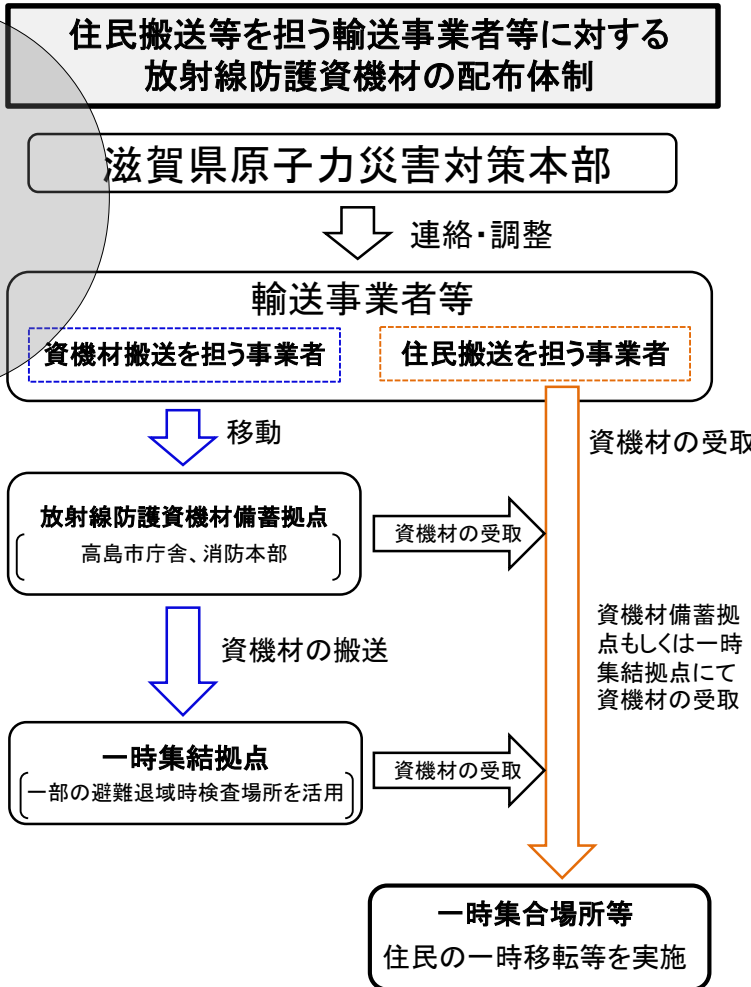 住民搬送等を担う輸送事業者等に対する
放射線防護資機材の配布体制
滋賀県原子力災害対策本部
連絡・調整
輸送事業者等
資機材搬送を担う事業者
住民搬送を担う事業者
移動
資機材の受取
放射線防護資機材備蓄拠点
高島市庁舎、消防本部
資機材の受取
資機材備蓄拠
点もしくは一時
集結拠点にて
資機材の受取
資機材の搬送
一時集結拠点
一部の避難退域時検査場所を活用
資機材の受取
一時集合場所等
住民の一時移転等を実施